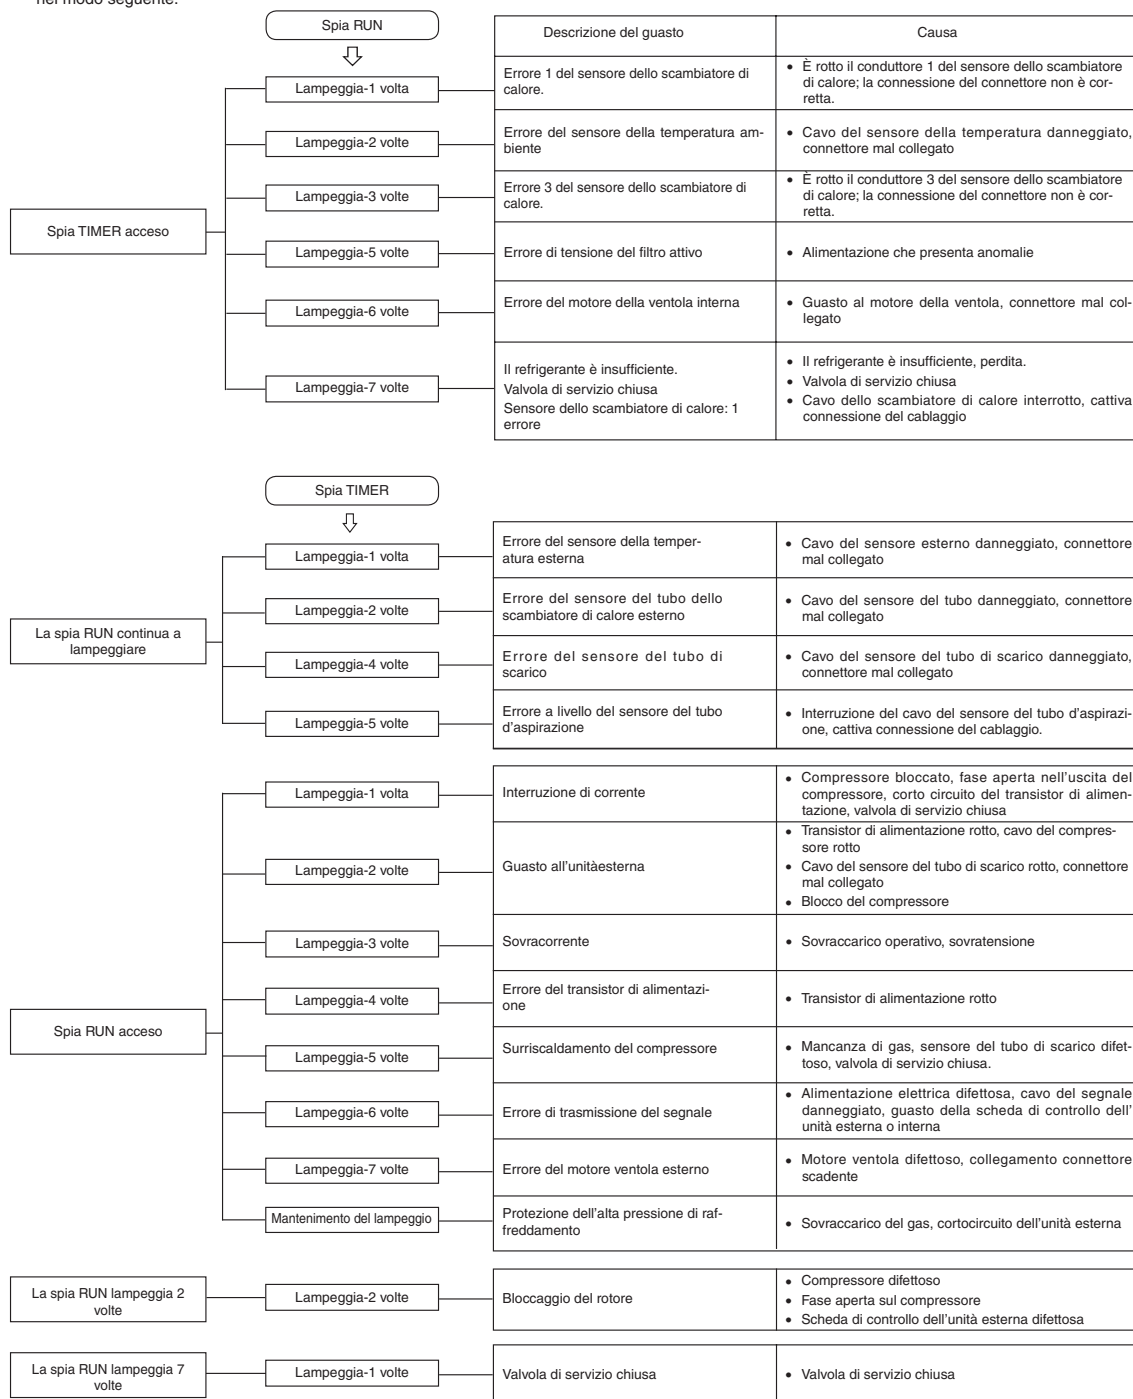 nel modo seguente.
Spia RUN
Descrizione del guasto
Causa
Lampeggia-1 volta
Errore 1 del sensore dello scambiatore di
calore.
• È rotto il conduttore 1 del sensore dello scambiatore
di calore; la connessione del connettore non è cor-
retta.
Lampeggia-2 volte
Errore del sensore della temperatura am-
biente
• Cavo del sensore della temperatura danneggiato,
connettore mal collegato
Lampeggia-3 volte
Errore 3 del sensore dello scambiatore di
calore.
• È rotto il conduttore 3 del sensore dello scambiatore
di calore; la connessione del connettore non è cor-
retta.
Spia TIMER acceso
Lampeggia-5 volte
Errore di tensione del filtro attivo
• Alimentazione che presenta anomalie
Lampeggia-6 volte
Errore del motore della ventola interna
• Guasto al motore della ventola, connettore mal col-
legato
Lampeggia-7 volte
Il refrigerante è insufficiente.
Valvola di servizio chiusa
Sensore dello scambiatore di calore: 1
errore
• Il refrigerante è insufficiente, perdita.
• Valvola di servizio chiusa
• Cavo dello scambiatore di calore interrotto, cattiva
connessione del cablaggio
Spia TIMER
Lampeggia-1 volta
Errore del sensore della temper-
atura esterna
• Cavo del sensore esterno danneggiato, connettore
mal collegato
Lampeggia-2 volte
Errore del sensore del tubo dello
scambiatore di calore esterno
• Cavo del sensore del tubo danneggiato, connettore
mal collegato
La spia RUN continua a
lampeggiare
Lampeggia-4 volte
Errore del sensore del tubo di
scarico
• Cavo del sensore del tubo di scarico danneggiato,
connettore mal collegato
Lampeggia-5 volte
Errore a livello del sensore del tubo
d'aspirazione
• Interruzione del cavo del sensore del tubo d'aspirazi-
one, cattiva connessione del cablaggio.
Lampeggia-1 volta
Interruzione di corrente
• Compressore bloccato, fase aperta nell'uscita del
compressore, corto circuito del transistor di alimen-
tazione, valvola di servizio chiusa
Lampeggia-2 volte
Guasto all'unitàesterna
• Transistor di alimentazione rotto, cavo del compres-
sore rotto
• Cavo del sensore del tubo di scarico rotto, connettore
mal collegato
• Blocco del compressore
Lampeggia-3 volte
Sovracorrente
• Sovraccarico operativo, sovratensione
Lampeggia-4 volte
Errore del transistor di alimentazi-
one
• Transistor di alimentazione rotto
Spia RUN acceso
Lampeggia-5 volte
Surriscaldamento del compressore
• Mancanza di gas, sensore del tubo di scarico difet-
toso, valvola di servizio chiusa.
Lampeggia-6 volte
Errore di trasmissione del segnale
• Alimentazione elettrica difettosa, cavo del segnale
danneggiato, guasto della scheda di controllo dell'
unità esterna o interna
Lampeggia-7 volte
Errore del motore ventola esterno
• Motore ventola difettoso, collegamento connettore
scadente
Mantenimento del lampeggio
Protezione dell'alta pressione di raf-
freddamento
• Sovraccarico del gas, cortocircuito dell'unità esterna
La spia RUN lampeggia 2
volte
Lampeggia-2 volte
Bloccaggio del rotore
• Compressore difettoso
• Fase aperta sul compressore
• Scheda di controllo dell'unità esterna difettosa
La spia RUN lampeggia 7
volte
Lampeggia-1 volta
Valvola di servizio chiusa
• Valvola di servizio chiusa